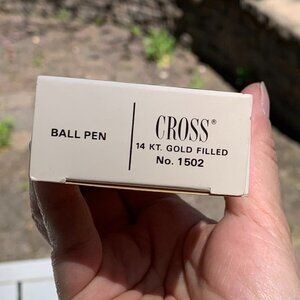 BALL PEN
CROSS®
14 KT. GOLD FILLED
No. 1502